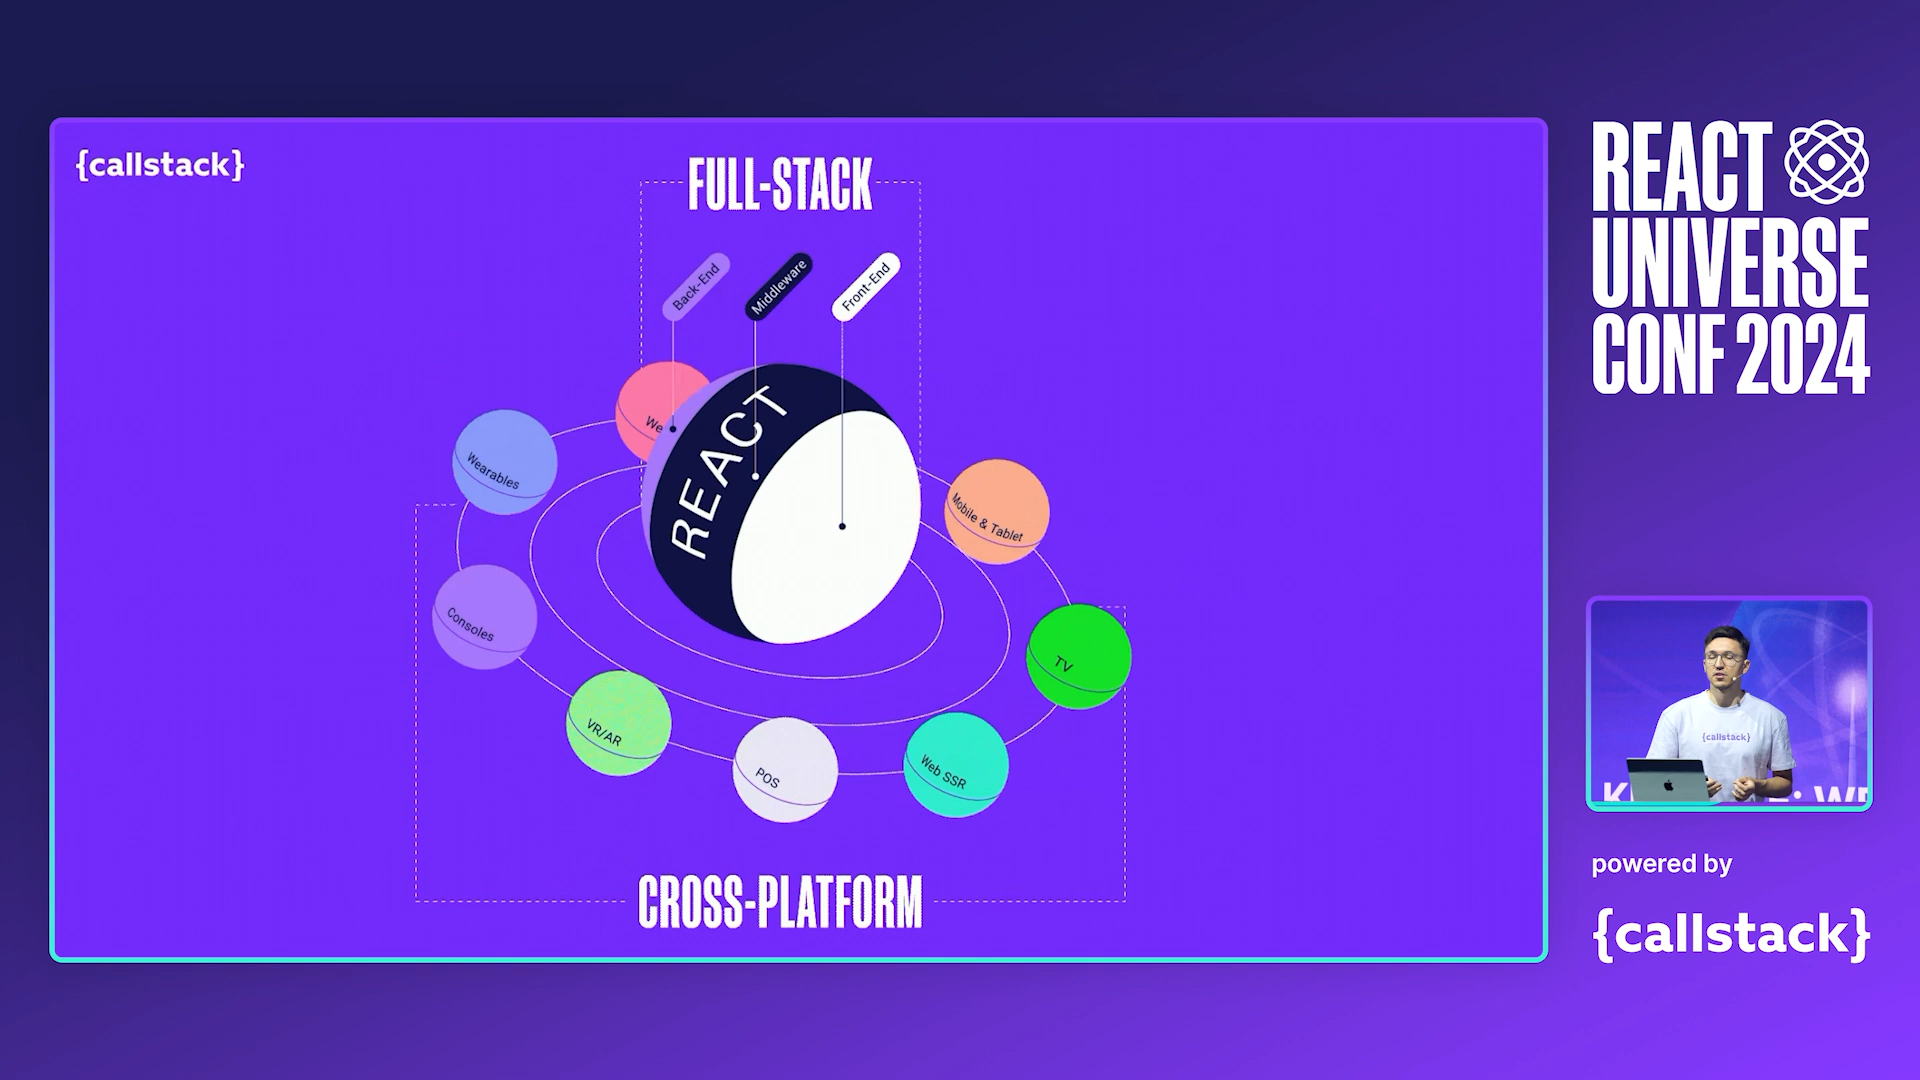 {callstack}
FULL-STACK
Back-End
Middleware
Front-End
REACT
Wearables
Mobile & Tablet
Consoles
TV
VR/AR
POS
Web SSR
CROSS-PLATFORM
REACT
UNIVERSE
CONF 2024
{callstack}
powered by
{callstack}